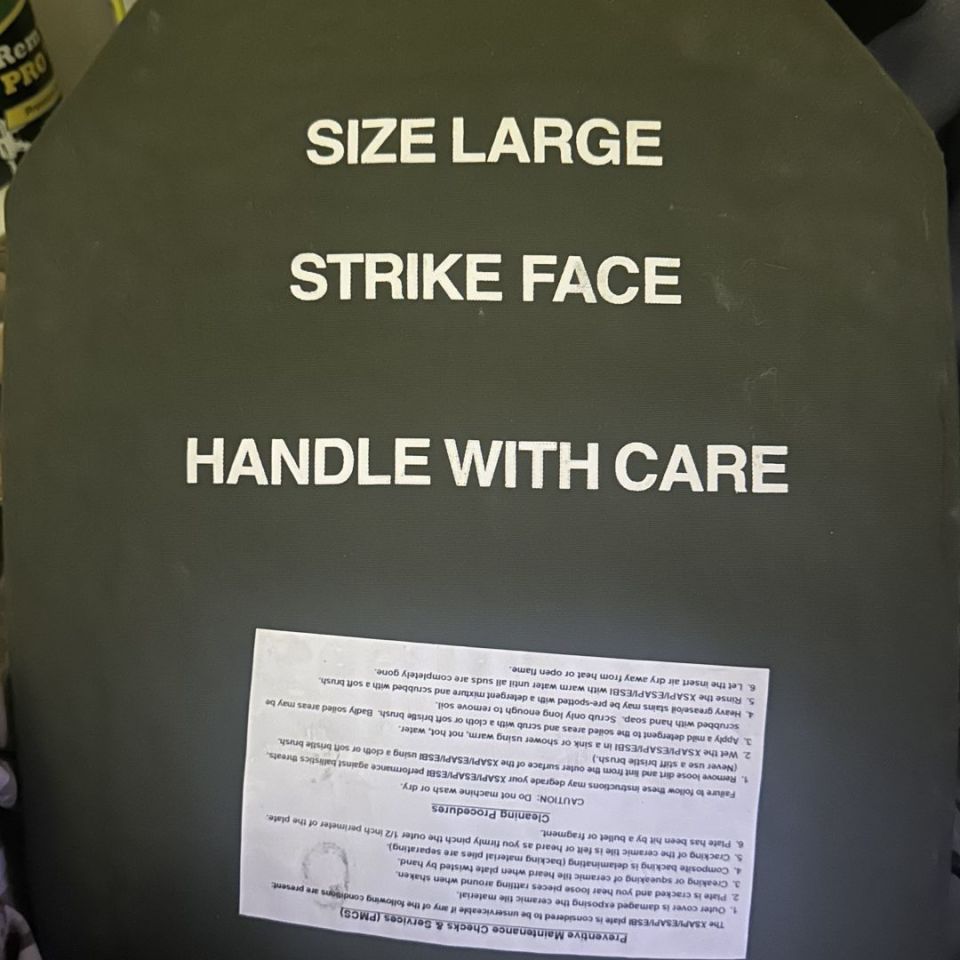 Rem
PRO
SIZE LARGE
STRIKE FACE
HANDLE WITH CARE
Preventive Maintenance Checks & Services (PMCS)
The XSAPI/ESAPI/ESBI plate is considered to be unserviceable if any of the following conditions are present:
1. Outer cover is damaged exposing the ceramic tile material.
2. Plate is cracked and you hear loose pieces rattling around when shaken.
3. Creaking or squeaking of ceramic tile heard when plate twisted by hand.
4. Composite backing is delaminating (backing material plies are separating).
5. Cracking of the ceramic tile is felt or heard as you firmly pinch the outer 1/2 inch perimeter of the plate.
6. Plate has been hit by a bullet or fragment.
Cleaning Procedures
CAUTION: Do not machine wash or dry.
Failure to follow these instructions may degrade your XSAPI/ESAPI/ESBI performance against ballistics threats.
1. Remove loose dirt and lint from the outer surface of the XSAPI/ESAPI/ESBI using a cloth or soft bristle brush.
(Never use a stiff bristle brush.)
2. Wet the XSAPI/ESAPI/ESBI in a sink or shower using warm, not hot, water.
3. Apply a mild detergent to the soiled areas and scrub with a cloth or soft bristle brush. Badly soiled areas may be
scrubbed with hand soap. Scrub only long enough to remove soil.
4. Heavy grease/oil stains may be pre-spotted with a detergent mixture and scrubbed with a soft brush.
5. Rinse the XSAPI/ESAPI/ESBI with warm water until all suds are completely gone.
6. Let the insert air dry away from heat or open flame.